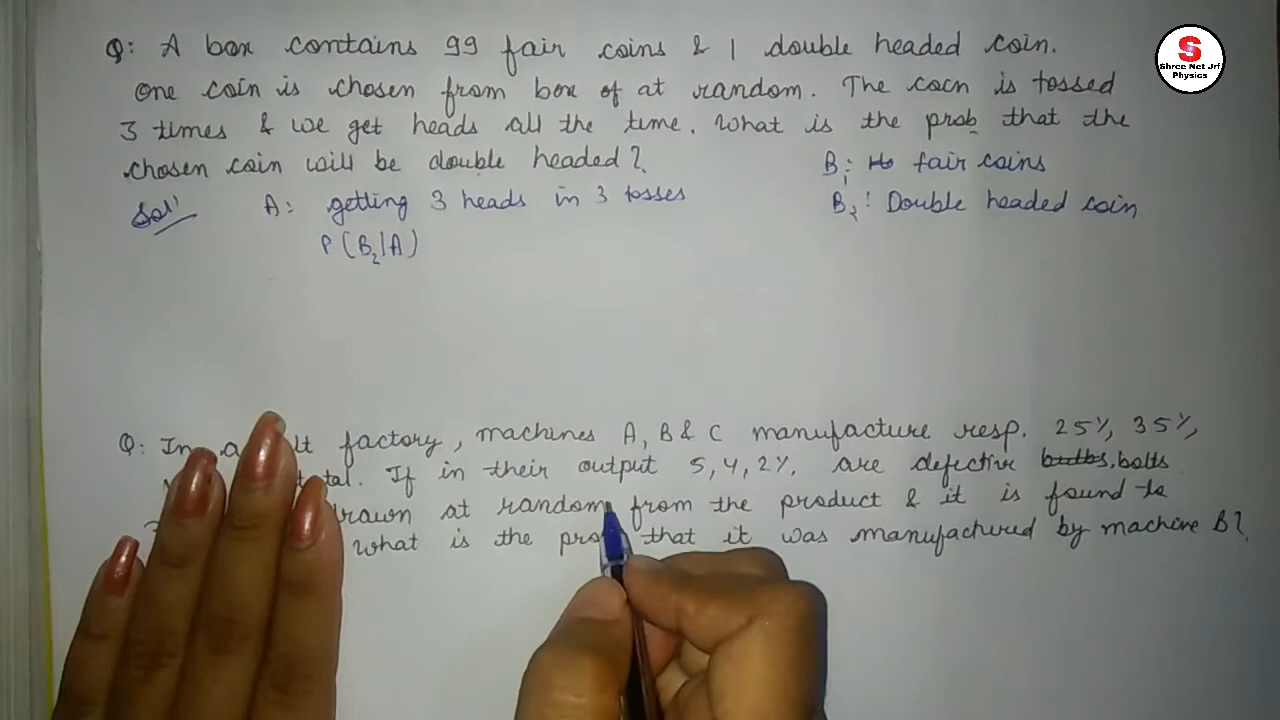 Q: A box contains 99 fair coins & 1 double headed coin.
One coin is chosen from box of at random. The coin is tossed
3 times & we get heads all the time. What is the prob that the
chosen coin will be double headed?
B1: fair coins
Sol' A: getting 3 heads in 3 tosses
B2: Double headed coin
P(B2|A)
Q: In a factory, machines A, B & C manufacture resp. 25%, 35%,
If in their output 5, 4, 2% are defective bolts
drawn at random from the product & it is found to
what is the that it was manufactured by machine B?
S
Shree Net Jrf
Physics